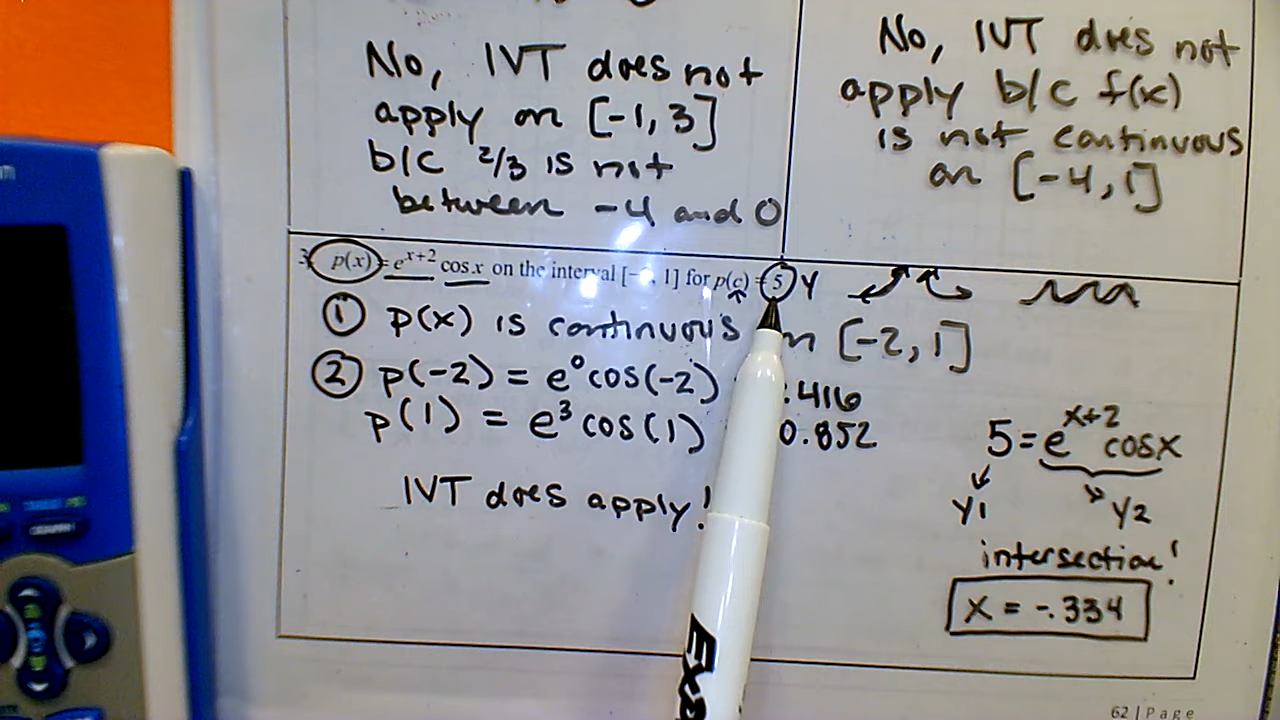 No, IVT does not
apply on [-1, 3]
b/c 2/3 is not
between -4 and 0
No, IVT does not
apply b/c f(x)
is not continuous
on [-4, 1]
3. p(x) = e^{x+2} cos x on the interval [- , 1] for p(c) = 5 Y
① p(x) is continuous on [-2, 1]
② p(-2) = e^0 cos(-2) .416
p(1) = e^3 cos(1) 0.852
IVT does apply!
5 = e^{x+2} cosx
Y1 Y2
intersection!
x = -.334
EX
62 | Page